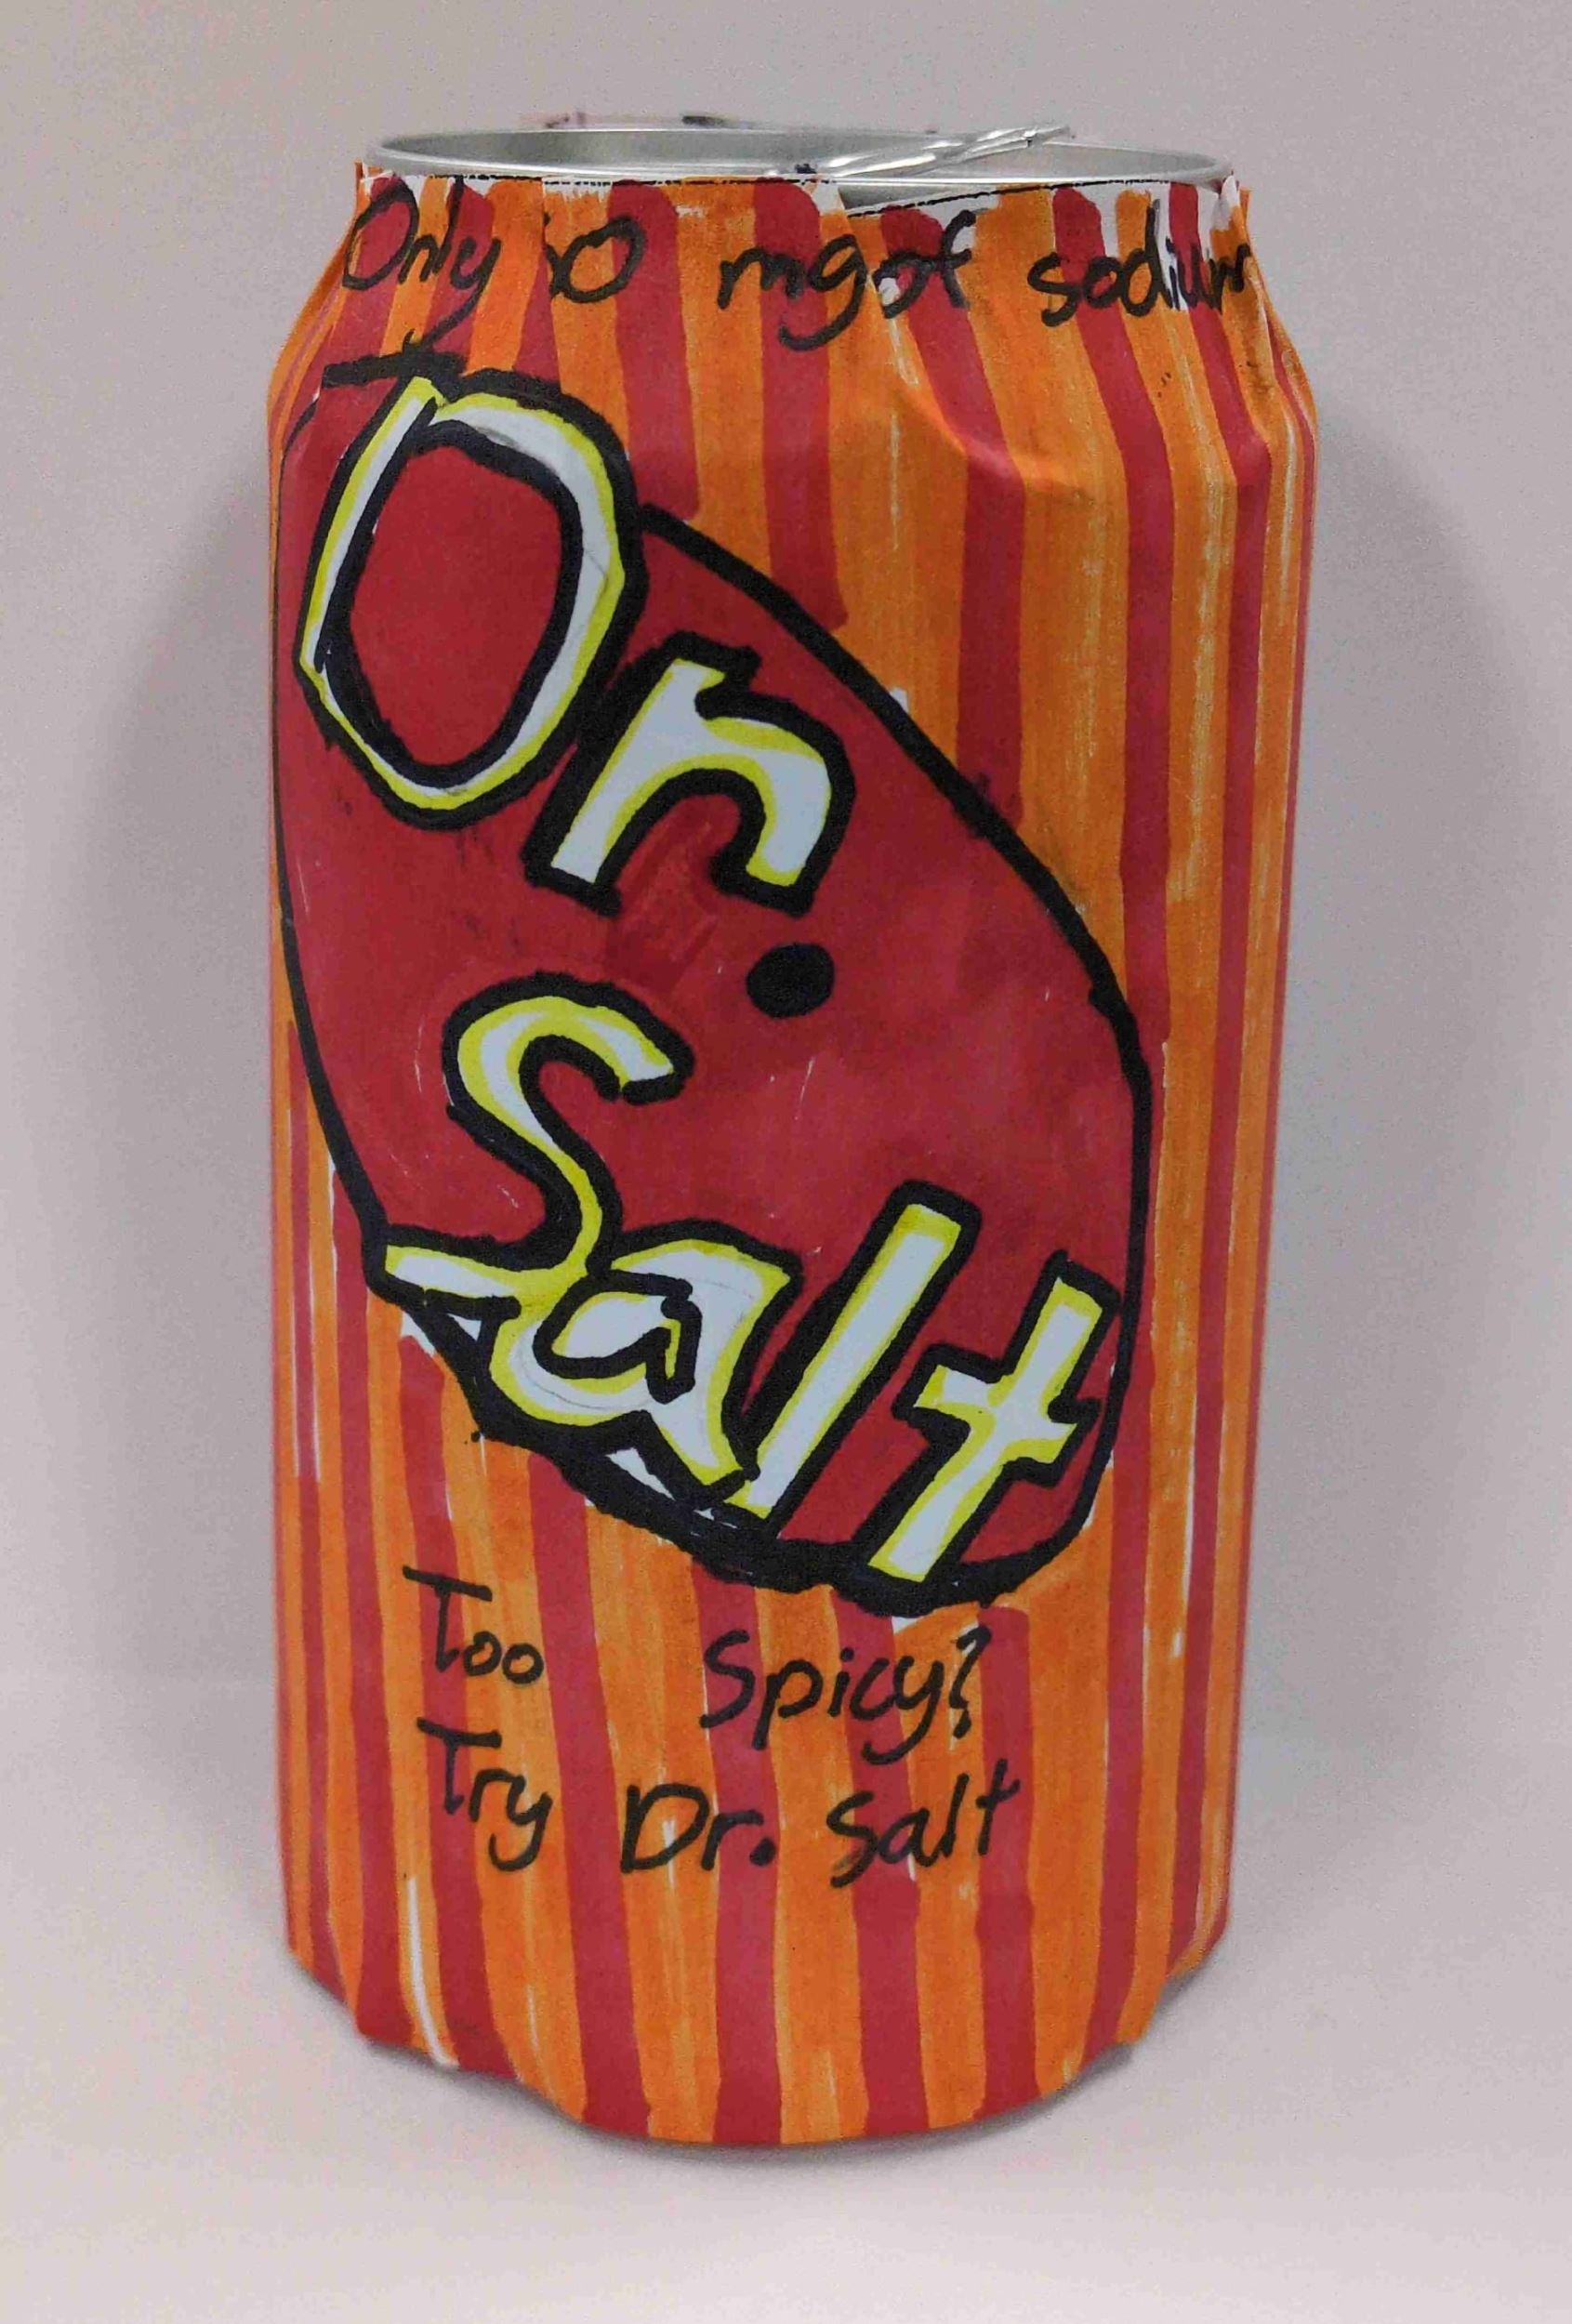 Only mg of sodium
Dr.
Salt
Too Spicy?
Try Dr. Salt